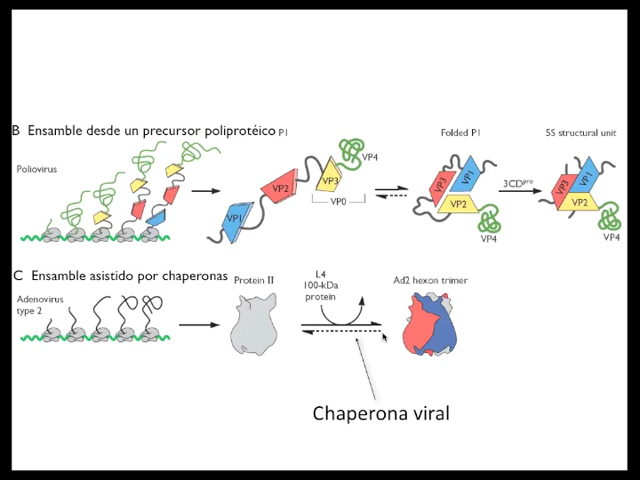 B Ensamble desde un precursor poliprotéico P1
Folded P1
5S structural unit
Poliovirus
VP4
VP3
VP2
VP1
VP0
VP3
VP1
VP2
VP4
3CDpro
VP3
VP1
VP2
VP4
C Ensamble asistido por chaperonas
Adenovirus
type 2
Protein II
L4
100-kDa
protein
Ad2 hexon trimer
Chaperona viral